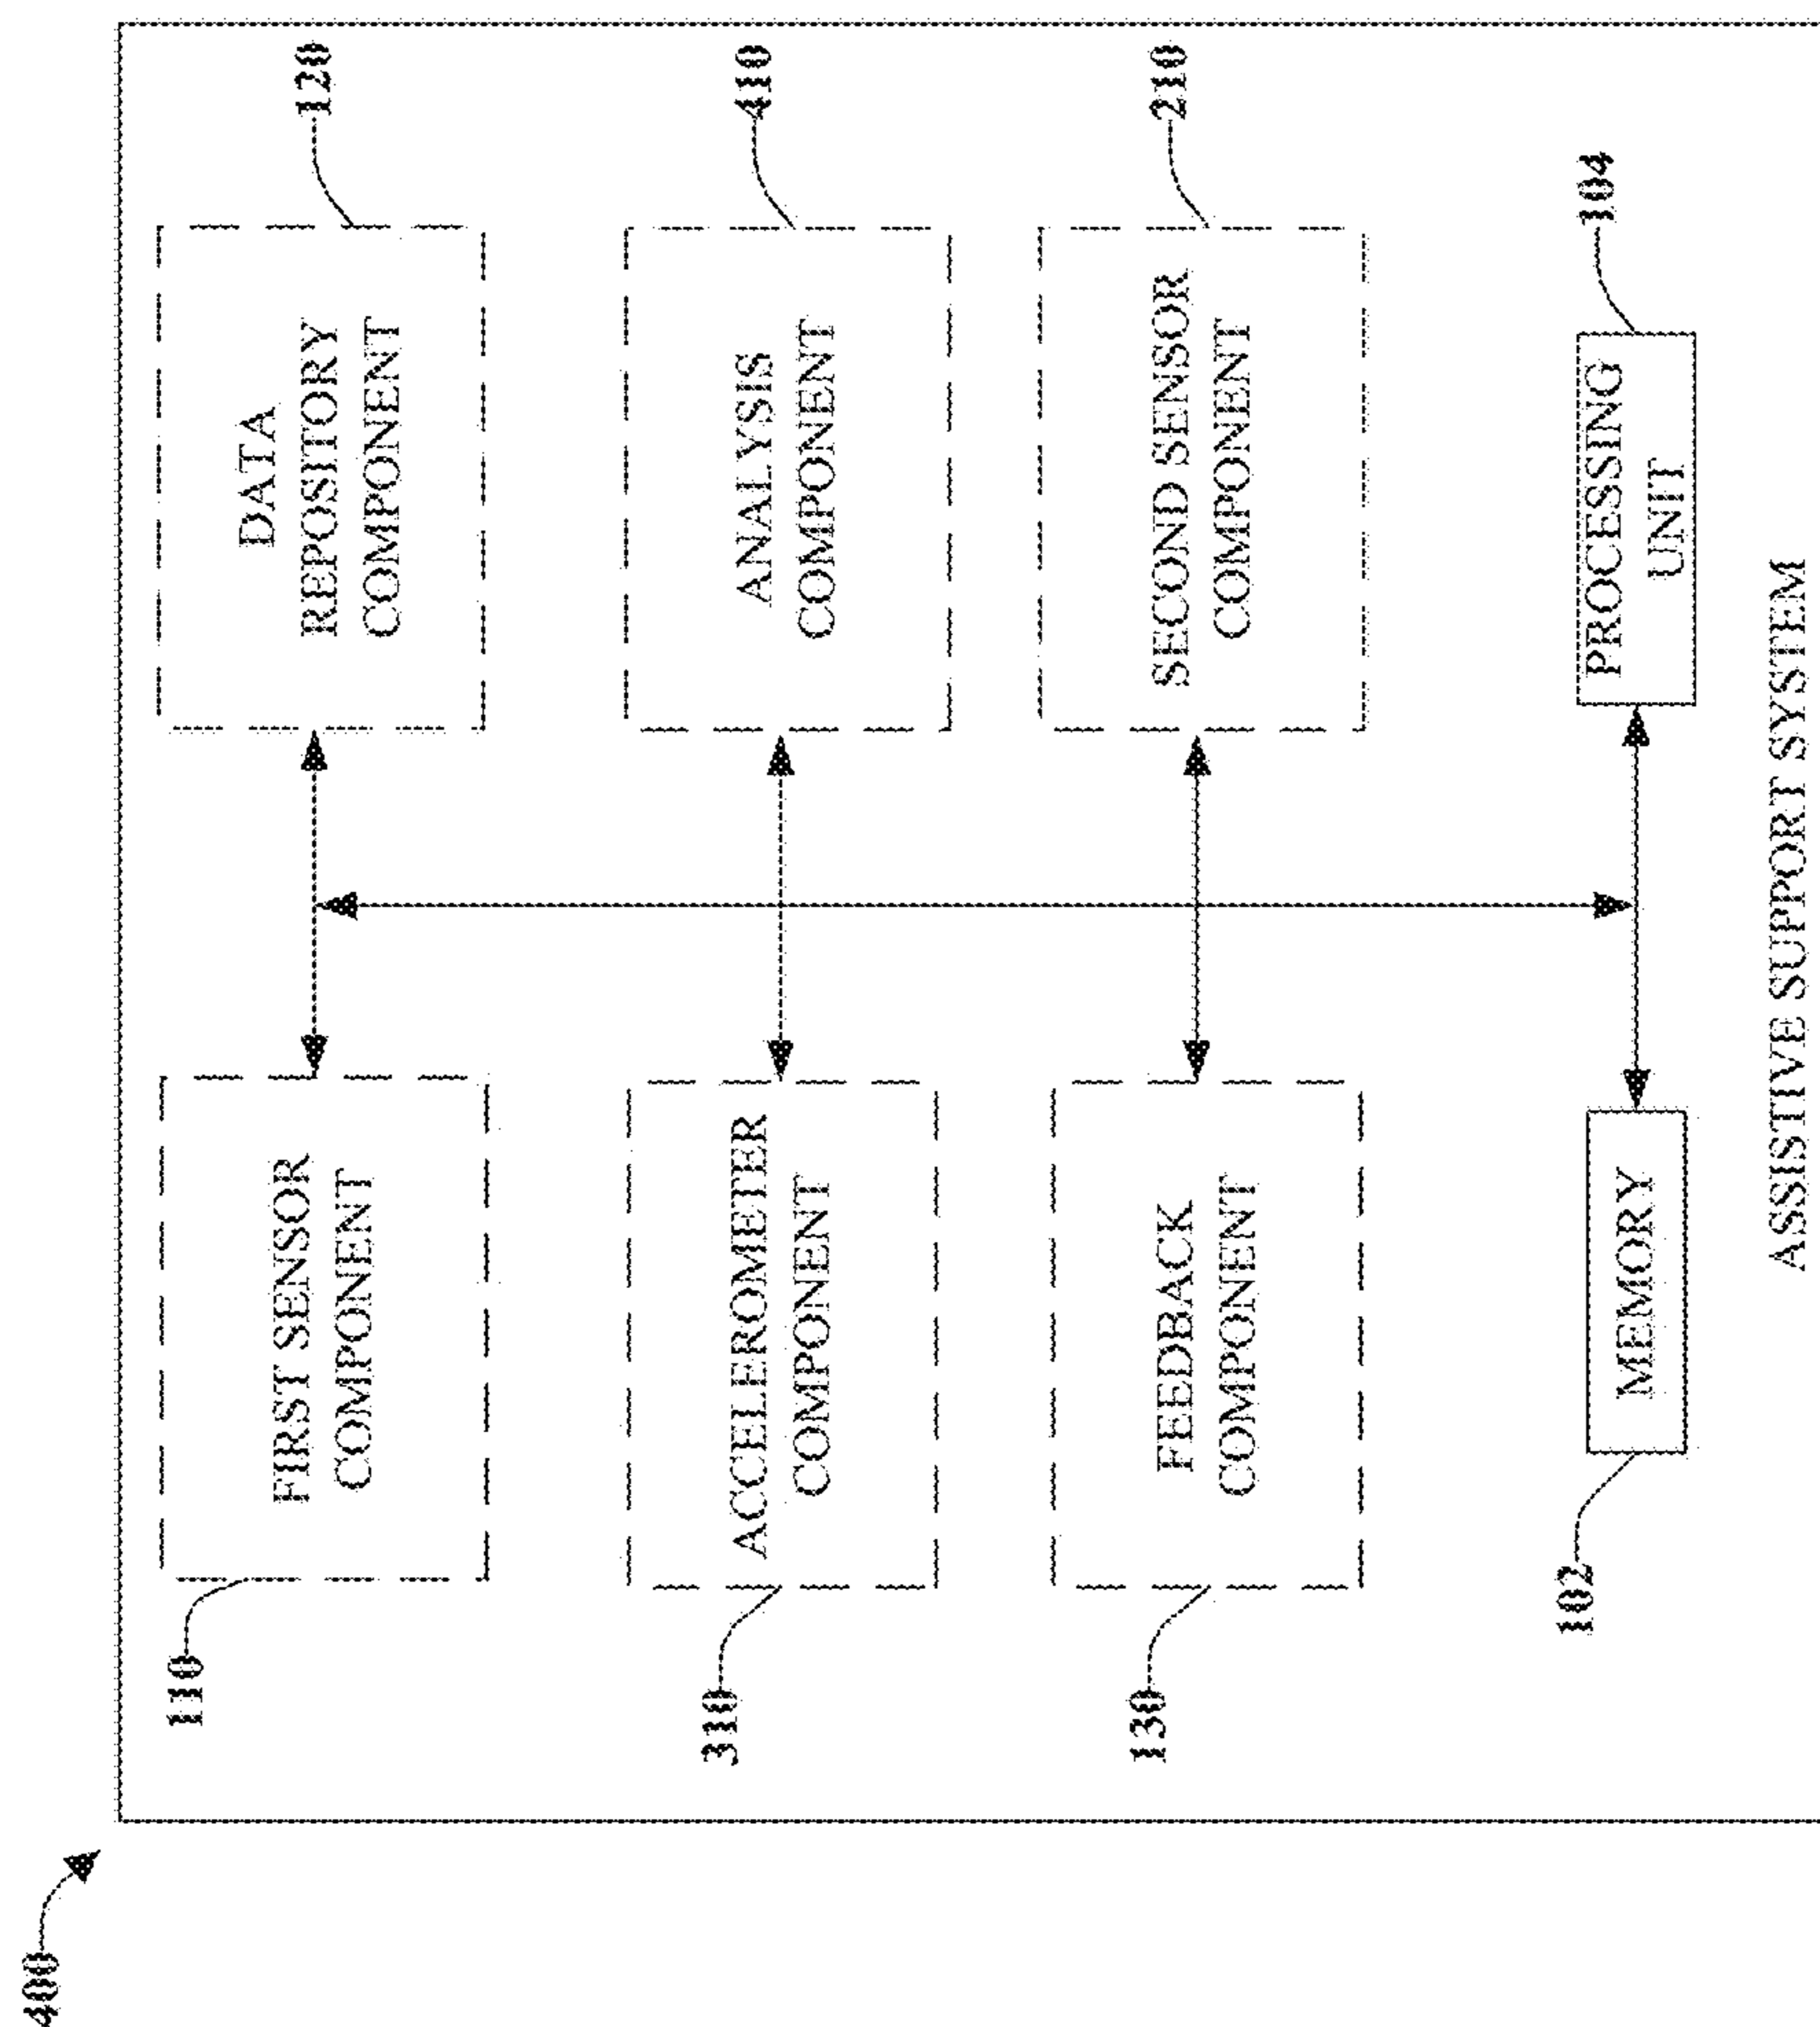 400
110
FIRST SENSOR
COMPONENT
DATA
REPOSITORY
COMPONENT
120
310
ACCELEROMETER
COMPONENT
ANALYSIS
COMPONENT
410
130
FEEDBACK
COMPONENT
SECOND SENSOR
COMPONENT
210
102
MEMORY
PROCESSING
UNIT
104
ASSISTIVE SUPPORT SYSTEM